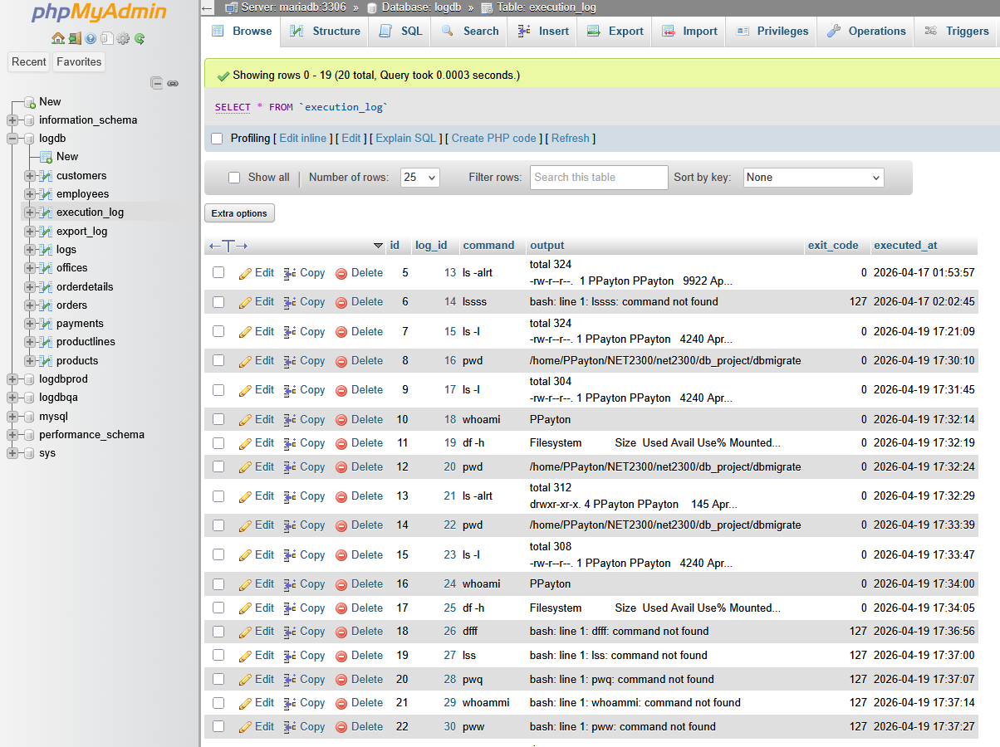 phpMyAdmin
Recent Favorites
New
information_schema
logdb
New
customers
employees
execution_log
export_log
logs
offices
orderdetails
orders
payments
productlines
products
logdbprod
logdbqa
mysql
performance_schema
sys
Server: mariadb:3306 » Database: logdb » Table: execution_log
Browse Structure SQL Search Insert Export Import Privileges Operations Triggers
Showing rows 0 - 19 (20 total, Query took 0.0003 seconds.)
SELECT * FROM `execution_log`
Profiling [ Edit inline ] [ Edit ] [ Explain SQL ] [ Create PHP code ] [ Refresh ]
Show all | Number of rows: 25 Filter rows: Search this table Sort by key: None
Extra options
←T→ id log_id command output exit_code executed_at
Edit Copy Delete 5 13 ls -alrt total 324
-rw-r--r--. 1 PPayton PPayton 9922 Ap... 0 2026-04-17 01:53:57
Edit Copy Delete 6 14 lssss bash: line 1: lssss: command not found 127 2026-04-17 02:02:45
Edit Copy Delete 7 15 ls -l total 324
-rw-r--r--. 1 PPayton PPayton 4240 Apr... 0 2026-04-19 17:21:09
Edit Copy Delete 8 16 pwd /home/PPayton/NET2300/net2300/db_project/dbmigrate 0 2026-04-19 17:30:10
Edit Copy Delete 9 17 ls -l total 304
-rw-r--r--. 1 PPayton PPayton 4240 Apr... 0 2026-04-19 17:31:45
Edit Copy Delete 10 18 whoami PPayton 0 2026-04-19 17:32:14
Edit Copy Delete 11 19 df -h Filesystem Size Used Avail Use% Mounted... 0 2026-04-19 17:32:19
Edit Copy Delete 12 20 pwd /home/PPayton/NET2300/net2300/db_project/dbmigrate 0 2026-04-19 17:32:24
Edit Copy Delete 13 21 ls -alrt total 312
drwxr-xr-x. 4 PPayton PPayton 145 Apr... 0 2026-04-19 17:32:29
Edit Copy Delete 14 22 pwd /home/PPayton/NET2300/net2300/db_project/dbmigrate 0 2026-04-19 17:33:39
Edit Copy Delete 15 23 ls -l total 308
-rw-r--r--. 1 PPayton PPayton 4240 Apr... 0 2026-04-19 17:33:47
Edit Copy Delete 16 24 whoami PPayton 0 2026-04-19 17:34:00
Edit Copy Delete 17 25 df -h Filesystem Size Used Avail Use% Mounted... 0 2026-04-19 17:34:05
Edit Copy Delete 18 26 dfff bash: line 1: dfff: command not found 127 2026-04-19 17:36:56
Edit Copy Delete 19 27 lss bash: line 1: lss: command not found 127 2026-04-19 17:37:00
Edit Copy Delete 20 28 pwq bash: line 1: pwq: command not found 127 2026-04-19 17:37:07
Edit Copy Delete 21 29 whoammi bash: line 1: whoammi: command not found 127 2026-04-19 17:37:14
Edit Copy Delete 22 30 pww bash: line 1: pww: command not found 127 2026-04-19 17:37:27